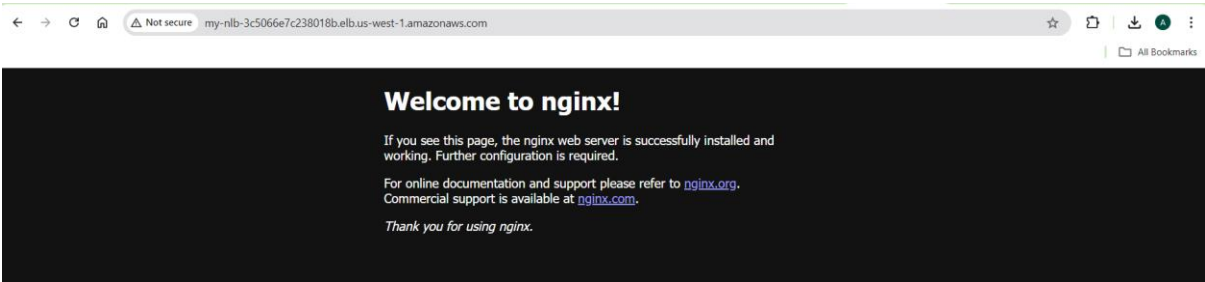 Not secure my-nlb-3c5066e7c238018b.elb.us-west-1.amazonaws.com
A
All Bookmarks
Welcome to nginx!
If you see this page, the nginx web server is successfully installed and
working. Further configuration is required.
For online documentation and support please refer to nginx.org.
Commercial support is available at nginx.com.
Thank you for using nginx.